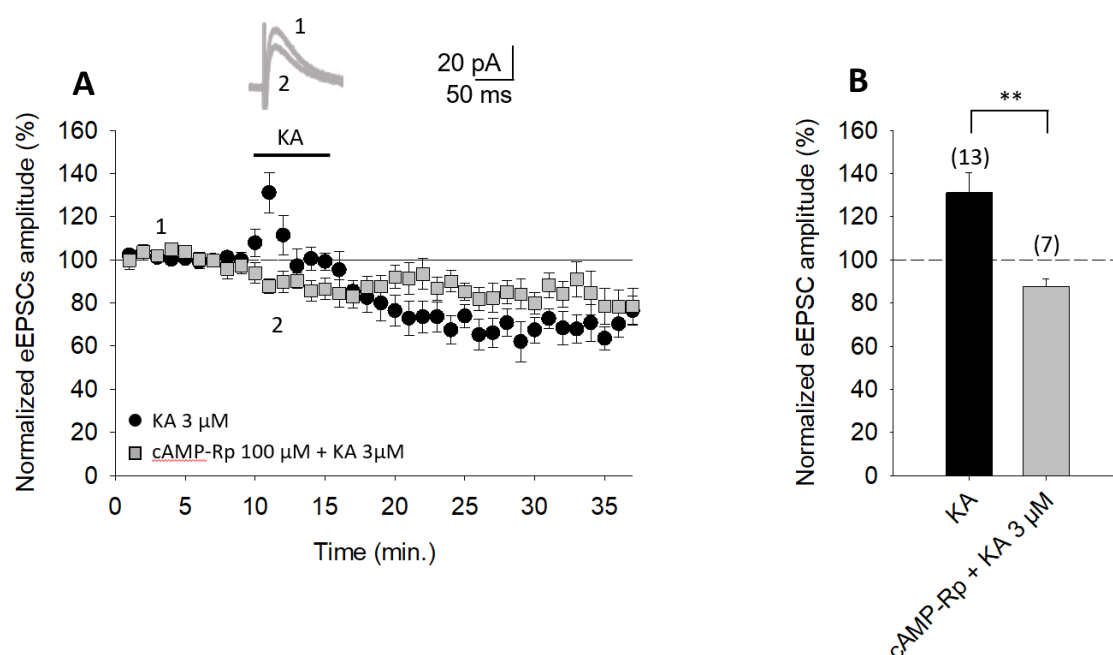 1
2
20 pA
50 ms
A
KA
Normalized eEPSCs amplitude (%)
160
140
120
100
80
60
40
20
0
1
2
KA 3 µM
cAMP-Rp 100 µM + KA 3µM
0 5 10 15 20 25 30 35
Time (min.)
B
**
Normalized eEPSC amplitude (%)
160
140
120
100
80
60
40
20
0
(13)
(7)
KA
cAMP-Rp + KA 3 µM